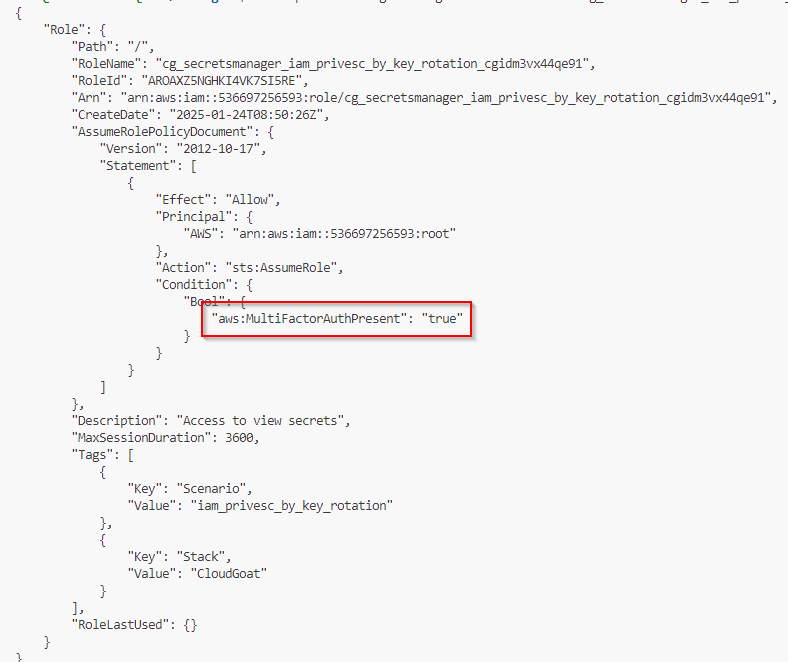 {
"Role": {
"Path": "/",
"RoleName": "cg_secretsmanager_iam_privesc_by_key_rotation_cgidm3vx44qe91",
"RoleId": "AROAXZ5NGHKI4VK7SI5RE",
"Arn": "arn:aws:iam::536697256593:role/cg_secretsmanager_iam_privesc_by_key_rotation_cgidm3vx44qe91",
"CreateDate": "2025-01-24T08:50:26Z",
"AssumeRolePolicyDocument": {
"Version": "2012-10-17",
"Statement": [
{
"Effect": "Allow",
"Principal": {
"AWS": "arn:aws:iam::536697256593:root"
},
"Action": "sts:AssumeRole",
"Condition": {
"Bool": {
"aws:MultiFactorAuthPresent": "true"
}
}
}
]
},
"Description": "Access to view secrets",
"MaxSessionDuration": 3600,
"Tags": [
{
"Key": "Scenario",
"Value": "iam_privesc_by_key_rotation"
},
{
"Key": "Stack",
"Value": "CloudGoat"
}
],
"RoleLastUsed": {}
}
}